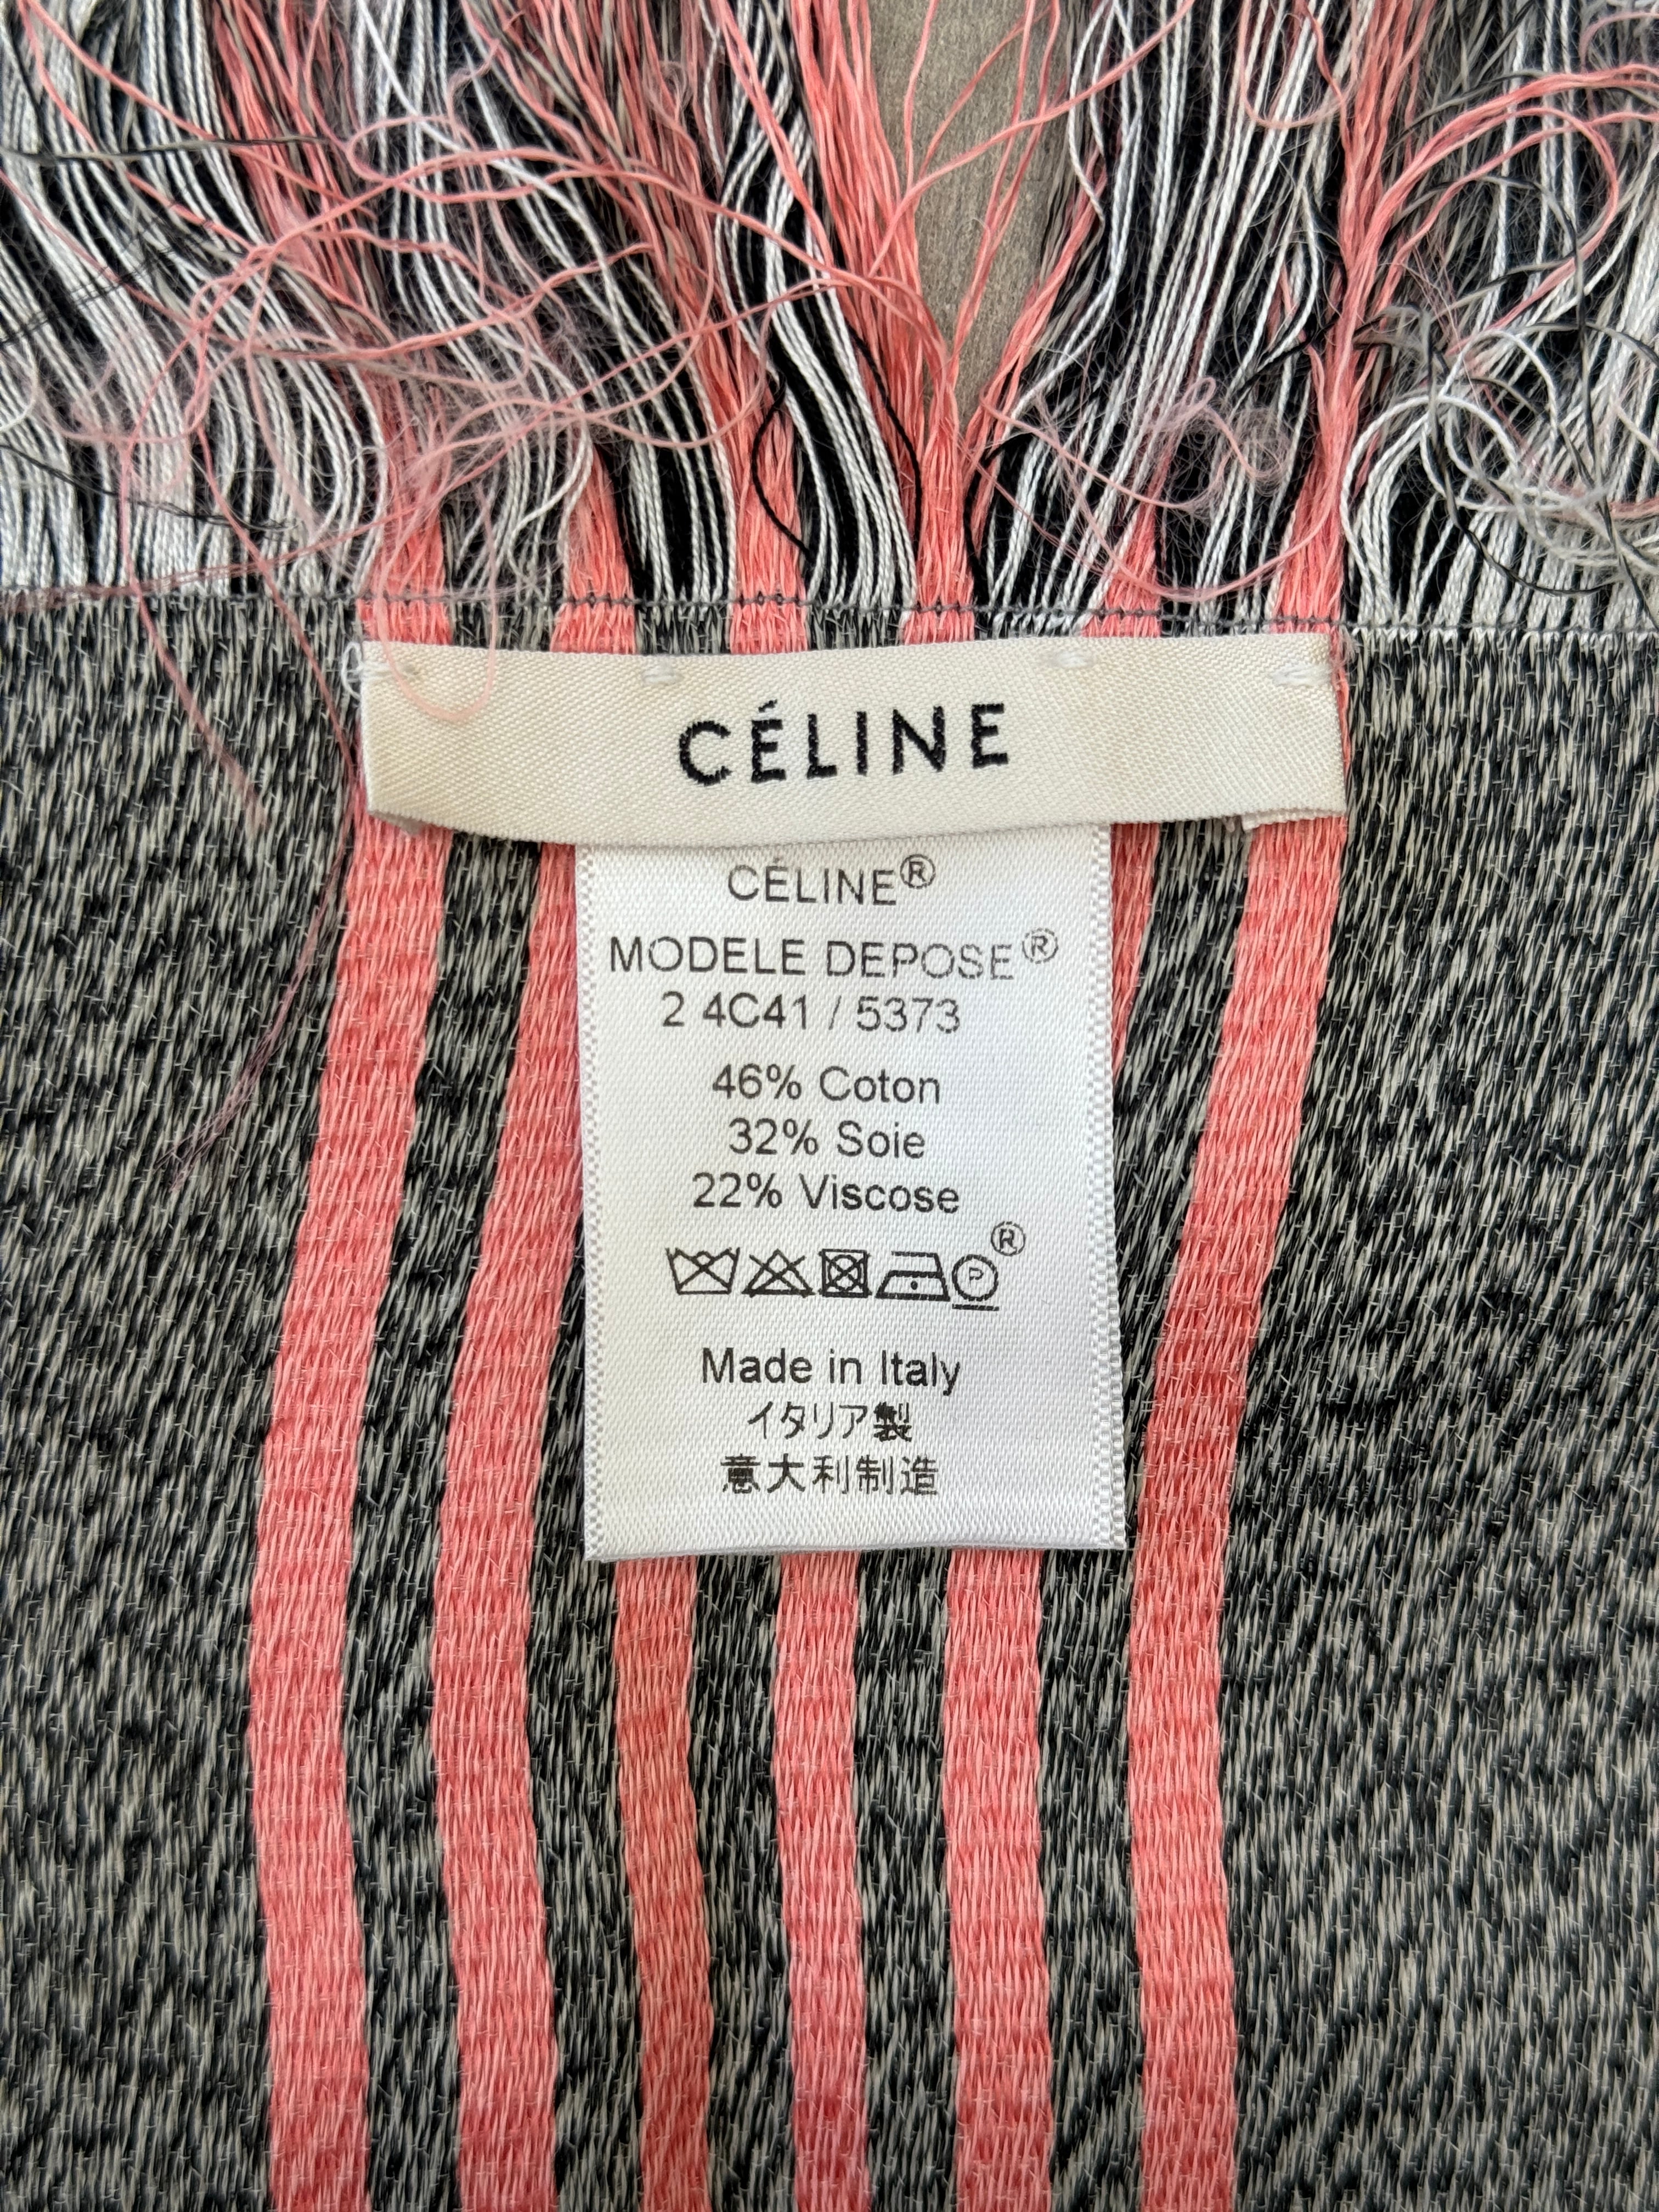 CÉLINE
CÉLINE®
MODELE DEPOSE®
2 4C41 / 5373
46% Coton
32% Soie
22% Viscose
P ®
Made in Italy
イタリア製
意大利制造